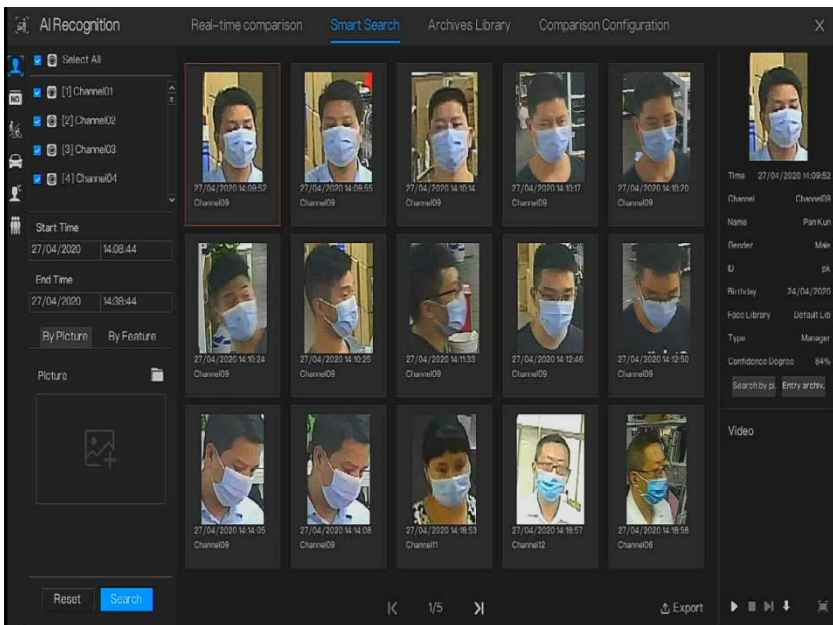 AI Recognition
Real-time comparison
Smart Search
Archives Library
Comparison Configuration
X
Select All
NO.
[1] Channel01
[2] Channel02
[3] Channel03
[4] Channel04
Start Time
27/04/2020 14:08:44
End Time
27/04/2020 14:38:44
By Picture By Feature
Picture
Reset Search
27/04/2020 14:09:52
Channel09
27/04/2020 14:09:55
Channel09
27/04/2020 14:10:14
Channel09
27/04/2020 14:10:17
Channel09
27/04/2020 14:10:20
Channel09
27/04/2020 14:10:24
Channel09
27/04/2020 14:10:25
Channel09
27/04/2020 14:11:33
Channel09
27/04/2020 14:12:46
Channel09
27/04/2020 14:12:50
Channel09
27/04/2020 14:14:05
Channel09
27/04/2020 14:14:08
Channel09
27/04/2020 14:18:53
Channel11
27/04/2020 14:18:57
Channel12
27/04/2020 14:18:58
Channel06
1/5
Export
Time 27/04/2020 14:09:52
Channel Channel09
Name Pan Kun
Gender Male
ID pk
Birthday 24/04/2020
Face Library Default Lib
Type Manager
Confidence Degree 84%
Search by pi. Entry archiv.
Video